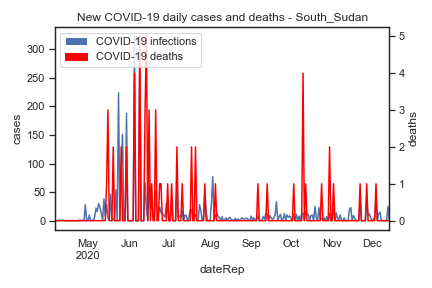 New COVID-19 daily cases and deaths - South_Sudan
COVID-19 infections
COVID-19 deaths
300
250
200
150
100
50
0
cases
5
4
3
2
1
0
deaths
May Jun Jul Aug Sep Oct Nov Dec
2020
dateRep